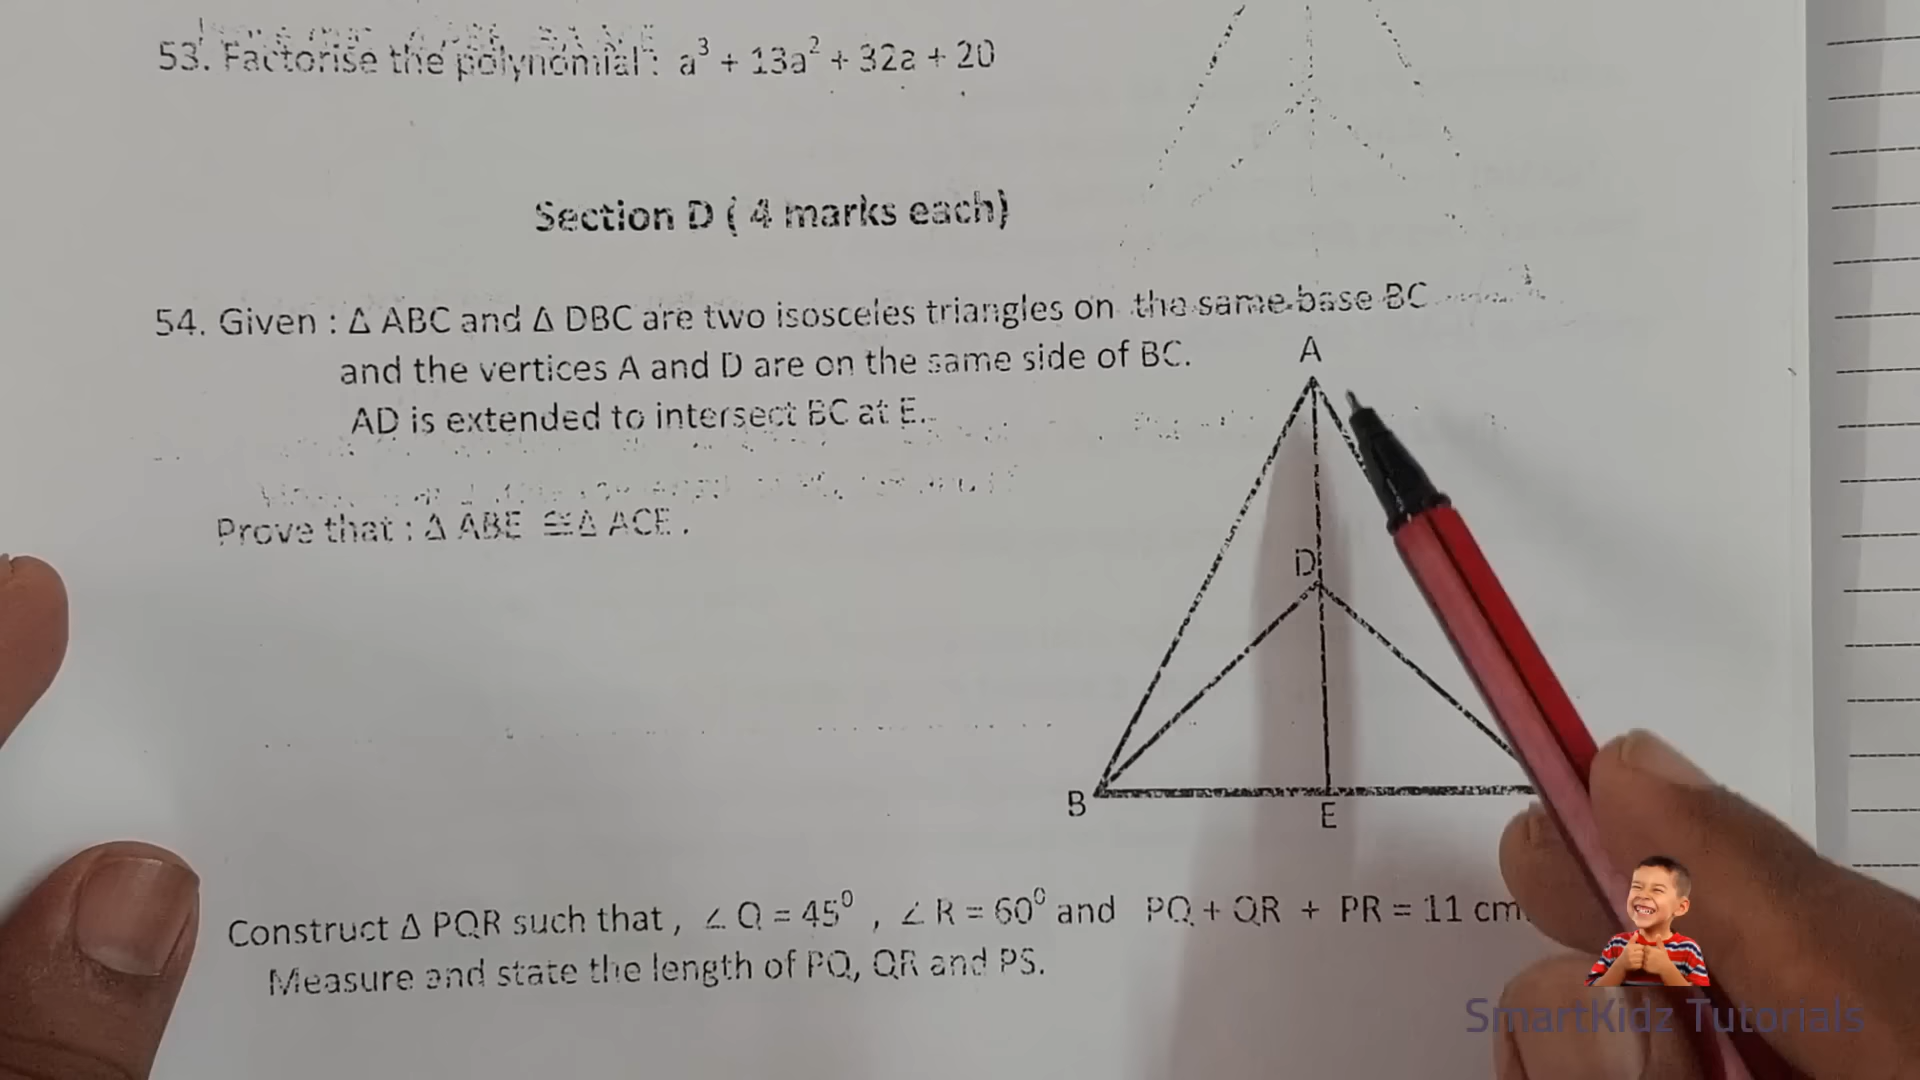 53. Factorise the polynomial : a³ + 13a² + 32a + 20
Section D ( 4 marks each)
54. Given : Δ ABC and Δ DBC are two isosceles triangles on the same base BC
and the vertices A and D are on the same side of BC.
AD is extended to intersect BC at E.
Prove that : Δ ABE ≅ Δ ACE .
A
D
B
E
Construct Δ PQR such that , ∠ Q = 45⁰ , ∠ R = 60⁰ and PQ + QR + PR = 11 cm.
Measure and state the length of PQ, QR and PS.
SmartKidz Tutorials